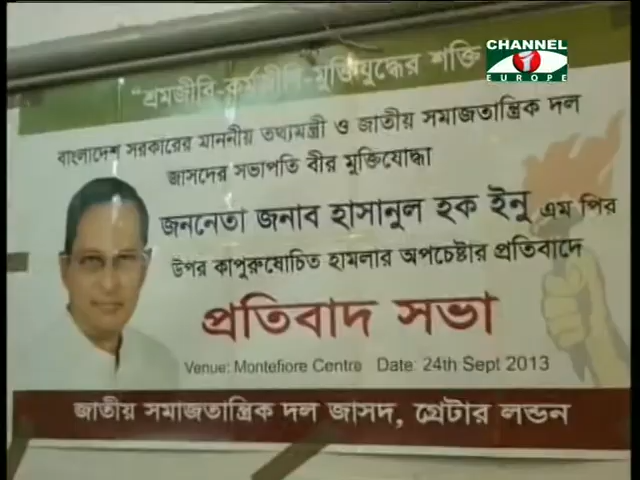 CHANNEL
EUROPE
"শ্রমজীবি-কর্মজীবি-মুক্তিযুদ্ধের শক্তি
বাংলাদেশ সরকারের মাননীয় তথ্যমন্ত্রী ও জাতীয় সমাজতান্ত্রিক দল
জাসদের সভাপতি বীর মুক্তিযোদ্ধা
জননেতা জনাব হাসানুল হক ইনু এম পির
উপর কাপুরুষোচিত হামলার অপচেষ্টার প্রতিবাদে
প্রতিবাদ সভা
Venue: Montefiore Centre Date: 24th Sept 2013
জাতীয় সমাজতান্ত্রিক দল জাসদ, গ্রেটার লন্ডন